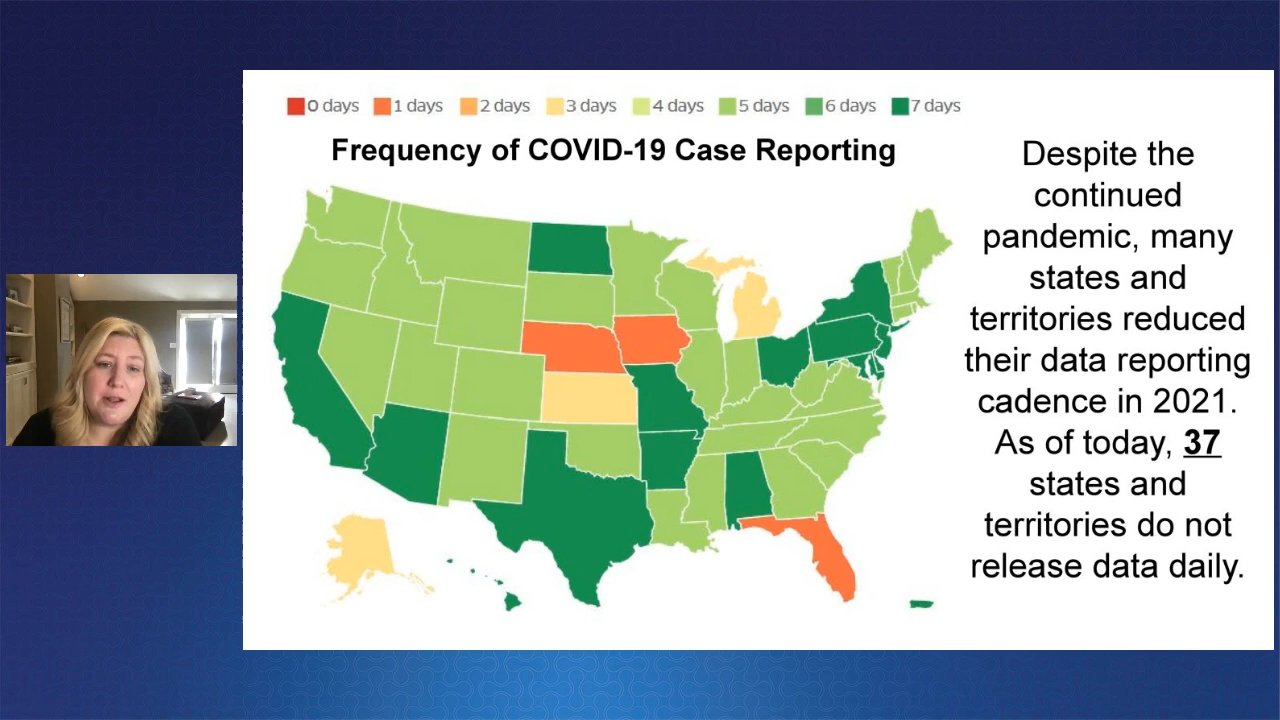 0 days 1 days 2 days 3 days 4 days 5 days 6 days 7 days
Frequency of COVID-19 Case Reporting
Despite the
continued
pandemic, many
states and
territories reduced
their data reporting
cadence in 2021.
As of today, 37
states and
territories do not
release data daily.